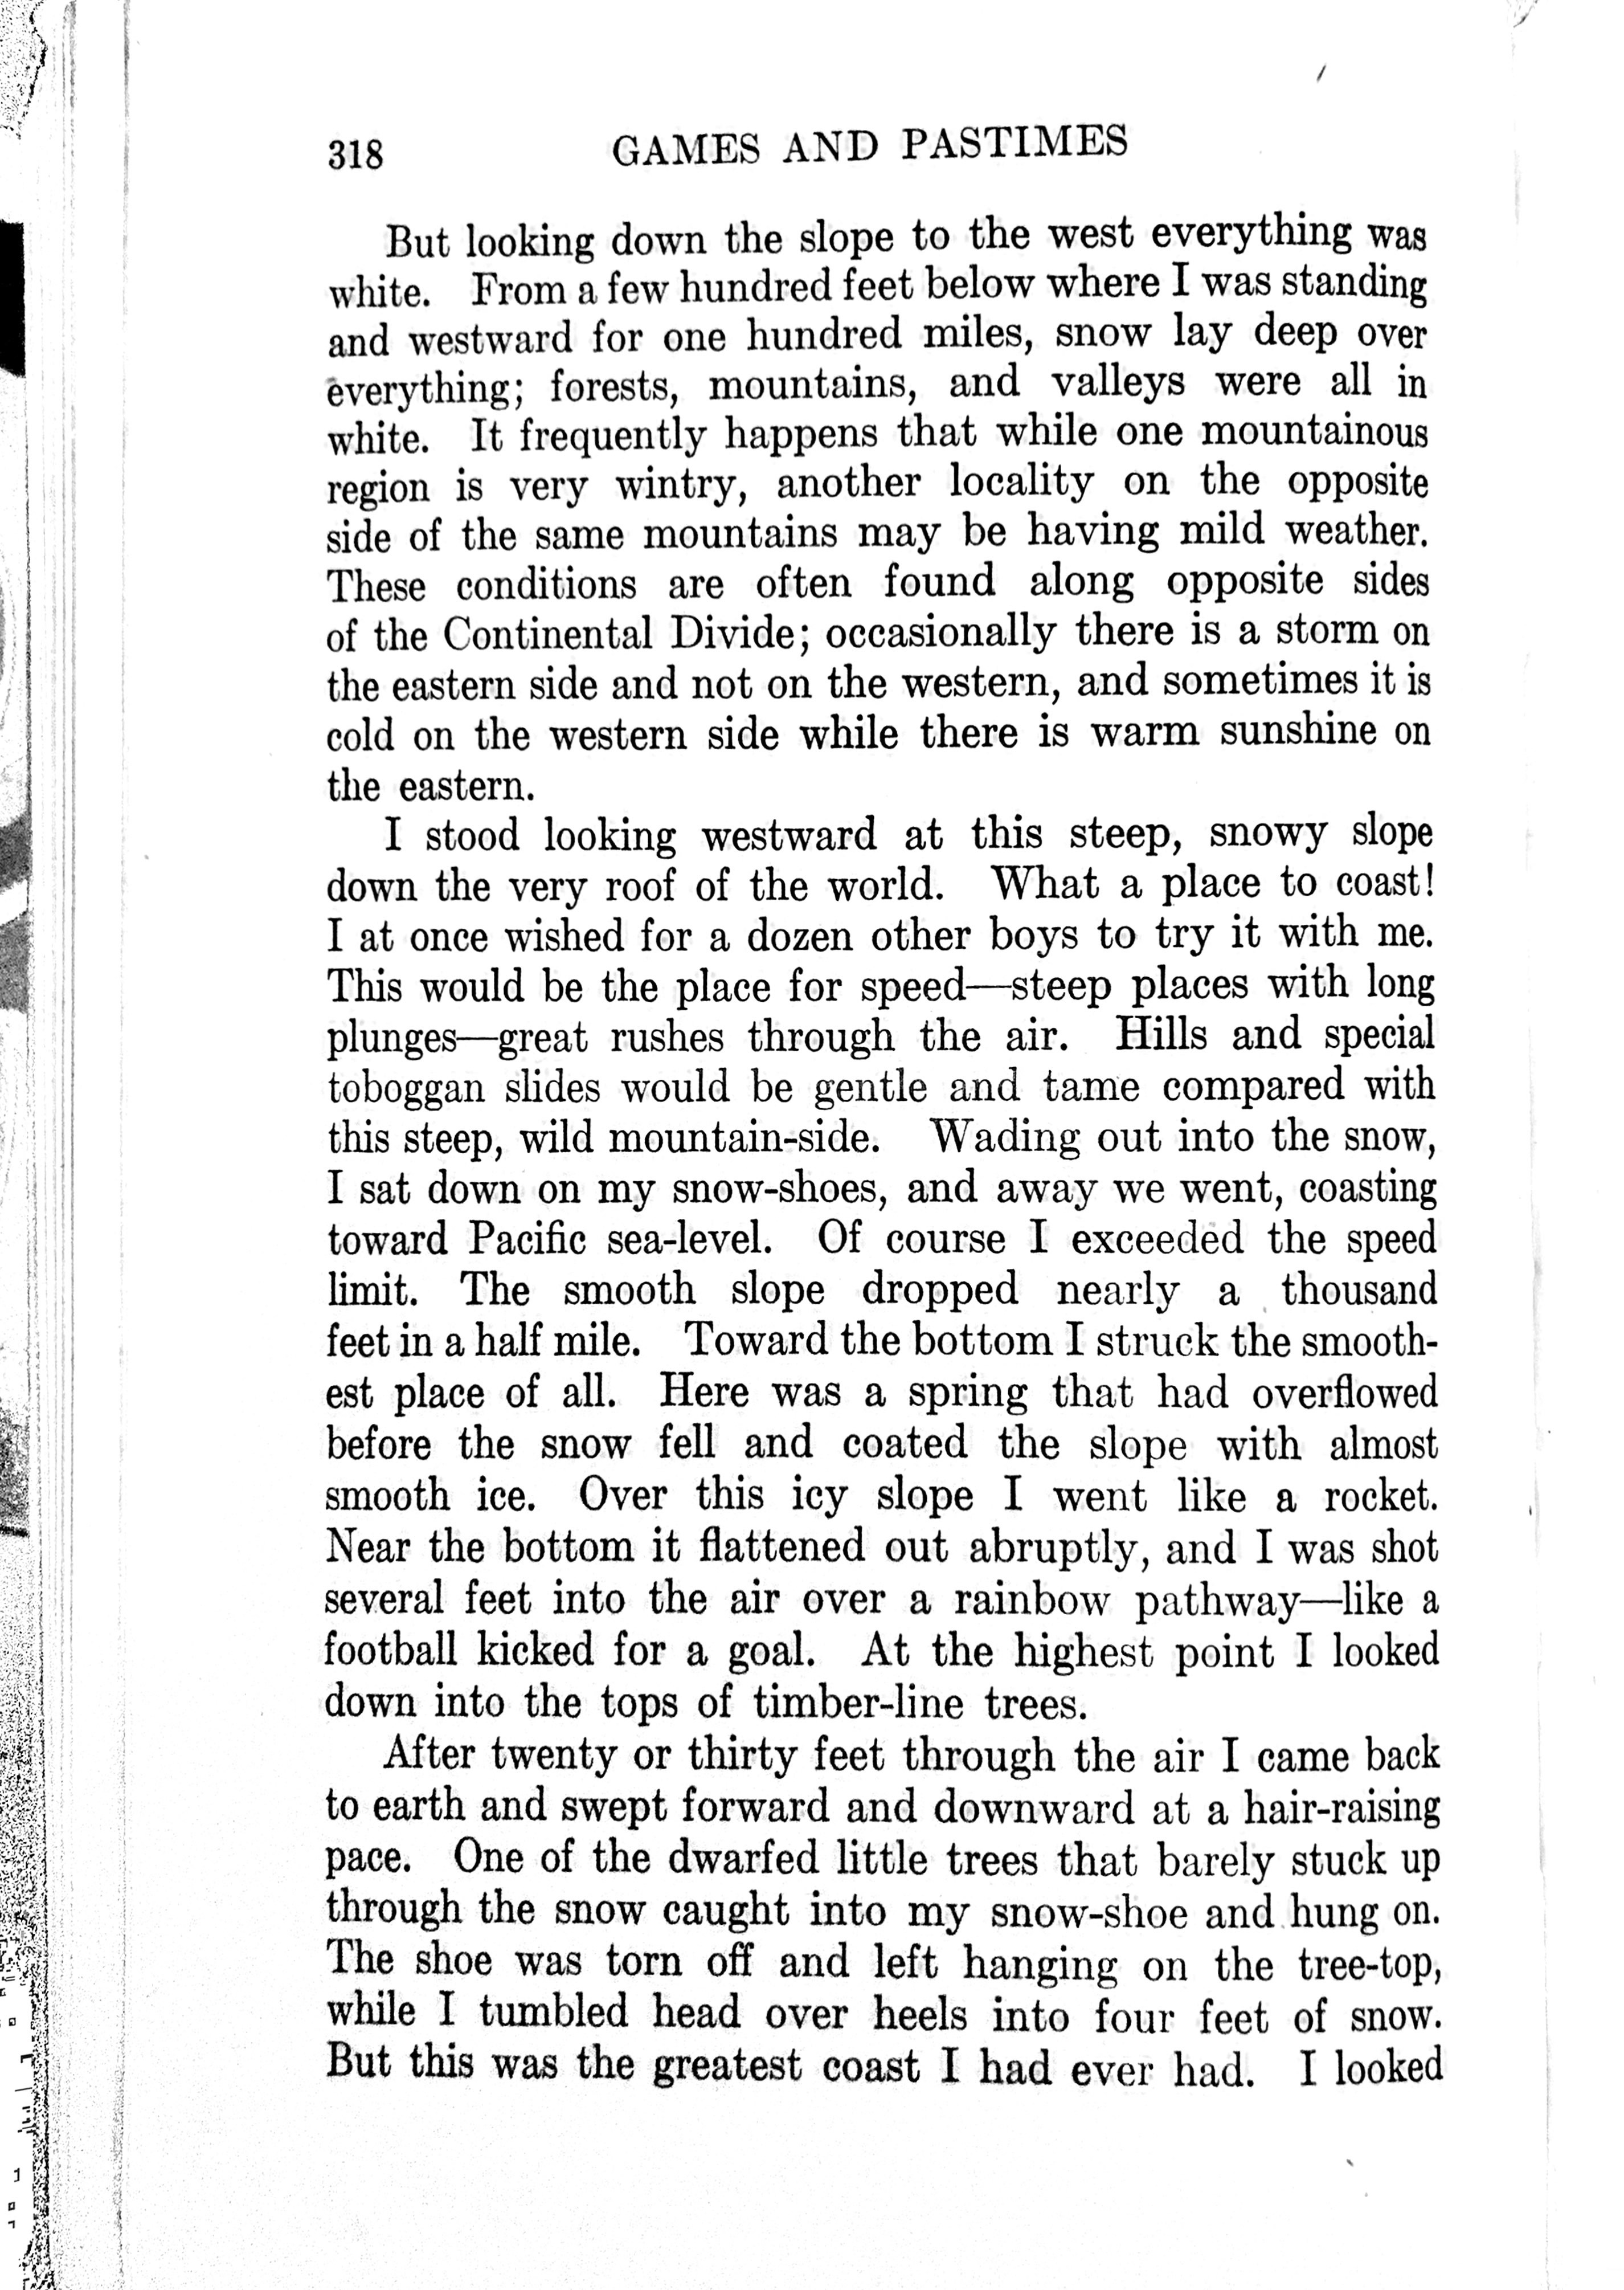 318 GAMES AND PASTIMES
But looking down the slope to the west everything was
white. From a few hundred feet below where I was standing
and westward for one hundred miles, snow lay deep over
everything; forests, mountains, and valleys were all in
white. It frequently happens that while one mountainous
region is very wintry, another locality on the opposite
side of the same mountains may be having mild weather.
These conditions are often found along opposite sides
of the Continental Divide; occasionally there is a storm on
the eastern side and not on the western, and sometimes it is
cold on the western side while there is warm sunshine on
the eastern.
I stood looking westward at this steep, snowy slope
down the very roof of the world. What a place to coast!
I at once wished for a dozen other boys to try it with me.
This would be the place for speed—steep places with long
plunges—great rushes through the air. Hills and special
toboggan slides would be gentle and tame compared with
this steep, wild mountain-side. Wading out into the snow,
I sat down on my snow-shoes, and away we went, coasting
toward Pacific sea-level. Of course I exceeded the speed
limit. The smooth slope dropped nearly a thousand
feet in a half mile. Toward the bottom I struck the smooth-
est place of all. Here was a spring that had overflowed
before the snow fell and coated the slope with almost
smooth ice. Over this icy slope I went like a rocket.
Near the bottom it flattened out abruptly, and I was shot
several feet into the air over a rainbow pathway—like a
football kicked for a goal. At the highest point I looked
down into the tops of timber-line trees.
After twenty or thirty feet through the air I came back
to earth and swept forward and downward at a hair-raising
pace. One of the dwarfed little trees that barely stuck up
through the snow caught into my snow-shoe and hung on.
The shoe was torn off and left hanging on the tree-top,
while I tumbled head over heels into four feet of snow.
But this was the greatest coast I had ever had. I looked